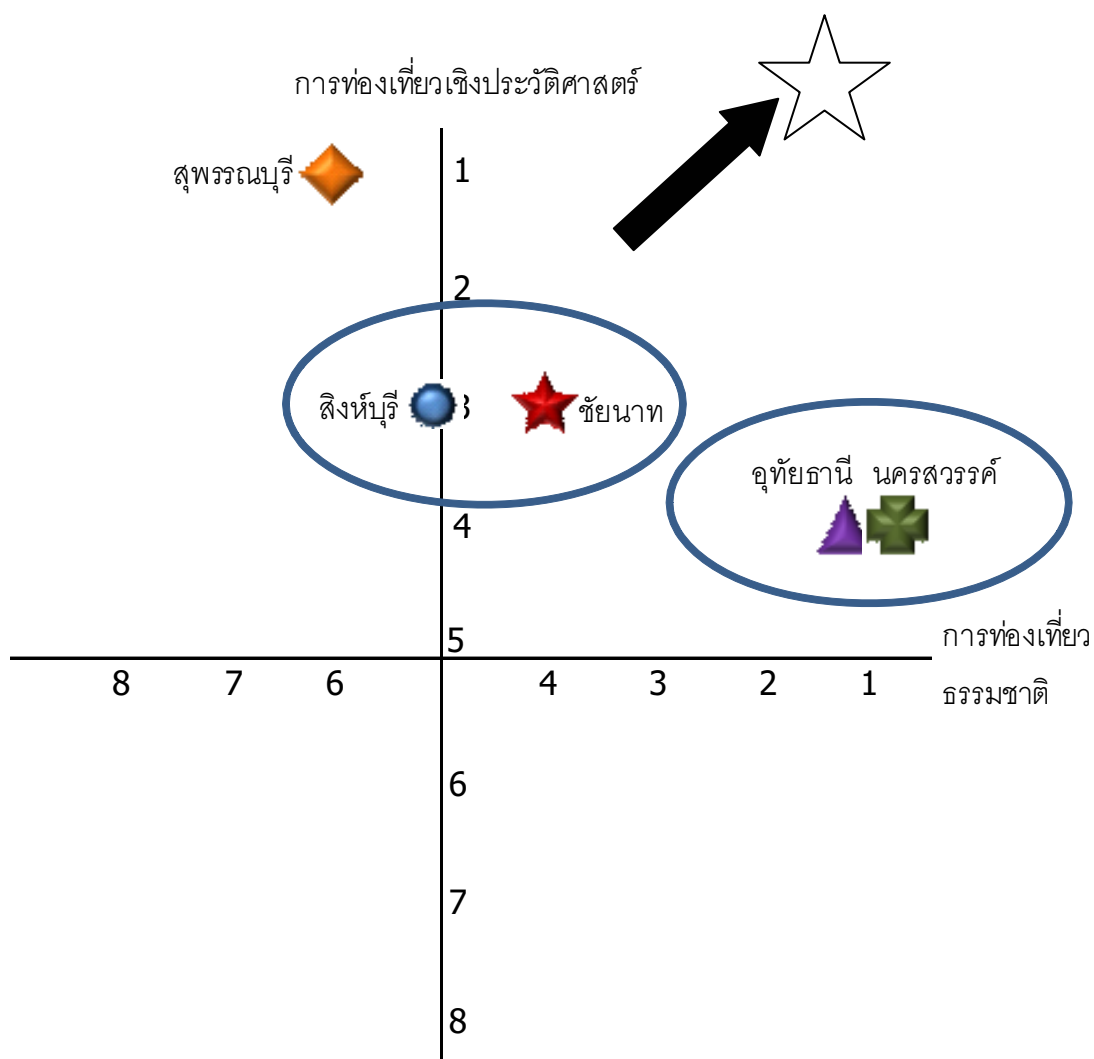 การท่องเที่ยวเชิงประวัติศาสตร์
สุพรรณบุรี
1
2
สิงห์บุรี
3
ชัยนาท
อุทัยธานี นครสวรรค์
4
5
การท่องเที่ยว
8 7 6 4 3 2 1
ธรรมชาติ
6
7
8